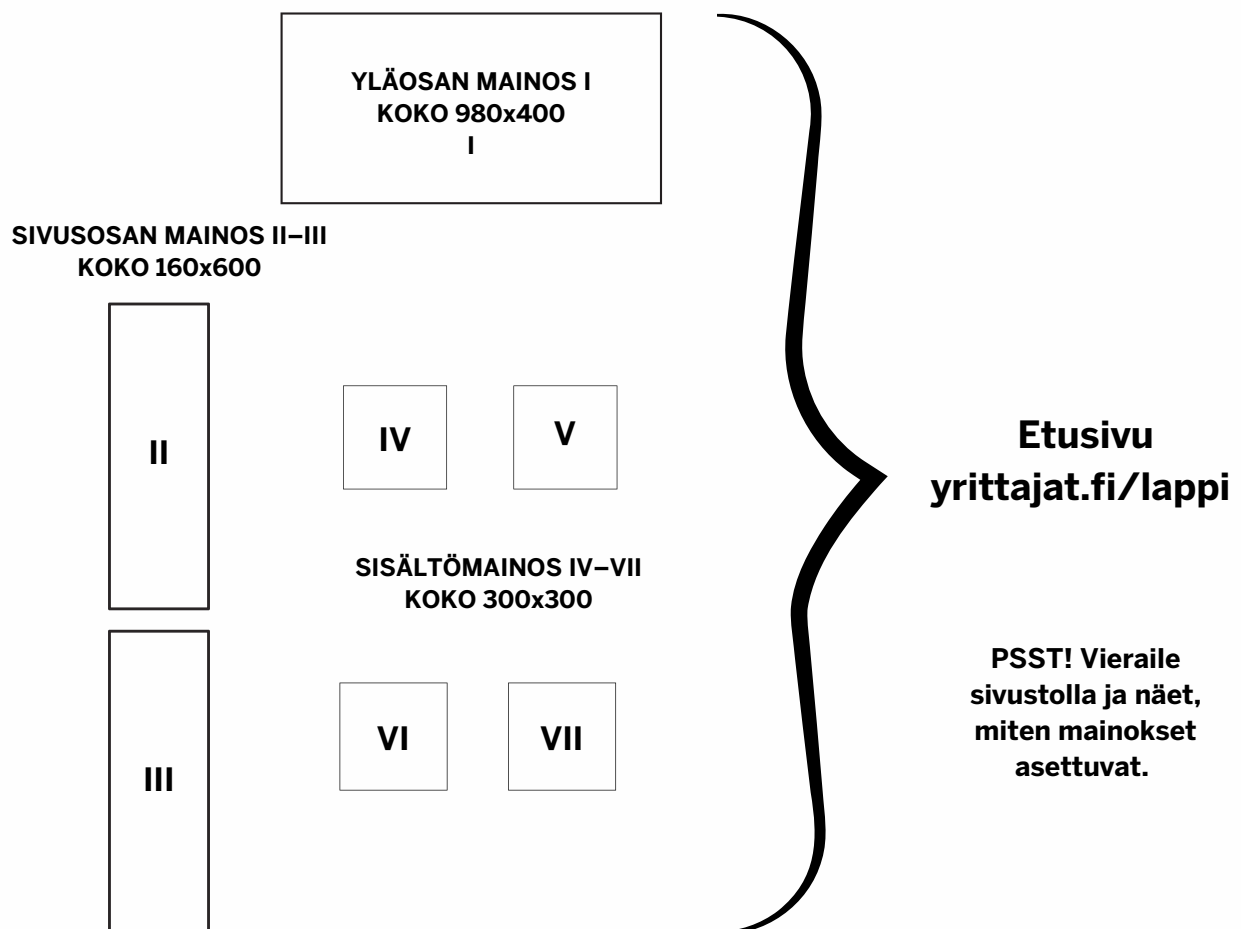 YLÄOSAN MAINOS I
KOKO 980x400
I
SIVUSOSAN MAINOS II–III
KOKO 160x600
II
IV
V
SISÄLTÖMAINOS IV–VII
KOKO 300x300
III
VI
VII
Etusivu
yrittajat.fi/lappi
PSST! Vieraile
sivustolla ja näet,
miten mainokset
asettuvat.